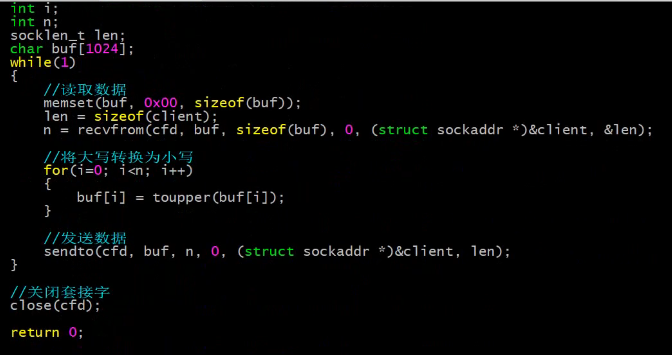 int i;
int n;
socklen_t len;
char buf[1024];
while(1)
{
    //读取数据
    memset(buf, 0x00, sizeof(buf));
    len = sizeof(client);
    n = recvfrom(cfd, buf, sizeof(buf), 0, (struct sockaddr *)&client, &len);

    //将大写转换为小写
    for(i=0; i<n; i++)
    {
        buf[i] = toupper(buf[i]);
    }

    //发送数据
    sendto(cfd, buf, n, 0, (struct sockaddr *)&client, len);
}

//关闭套接字
close(cfd);

return 0;